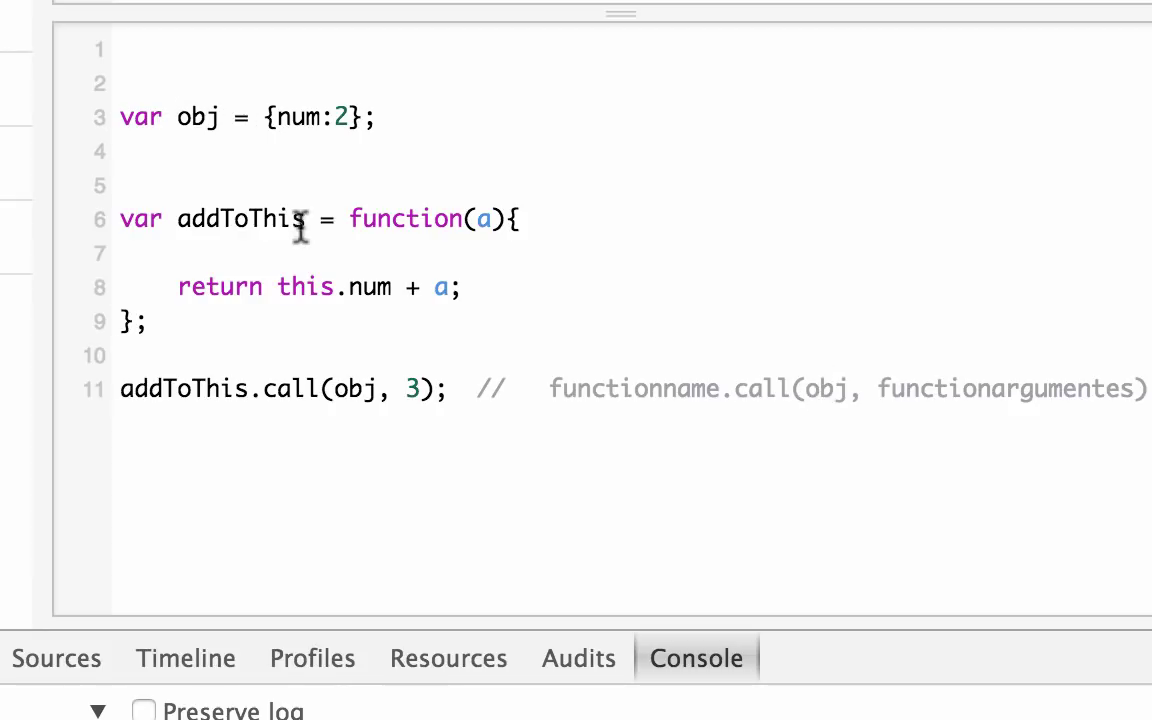 1
2
3 var obj = {num:2};
4
5
6 var addToThis = function(a){
7
8 return this.num + a;
9 };
10
11 addToThis.call(obj, 3); // functionname.call(obj, functionargumentes)
Sources Timeline Profiles Resources Audits Console
▼ Preserve log